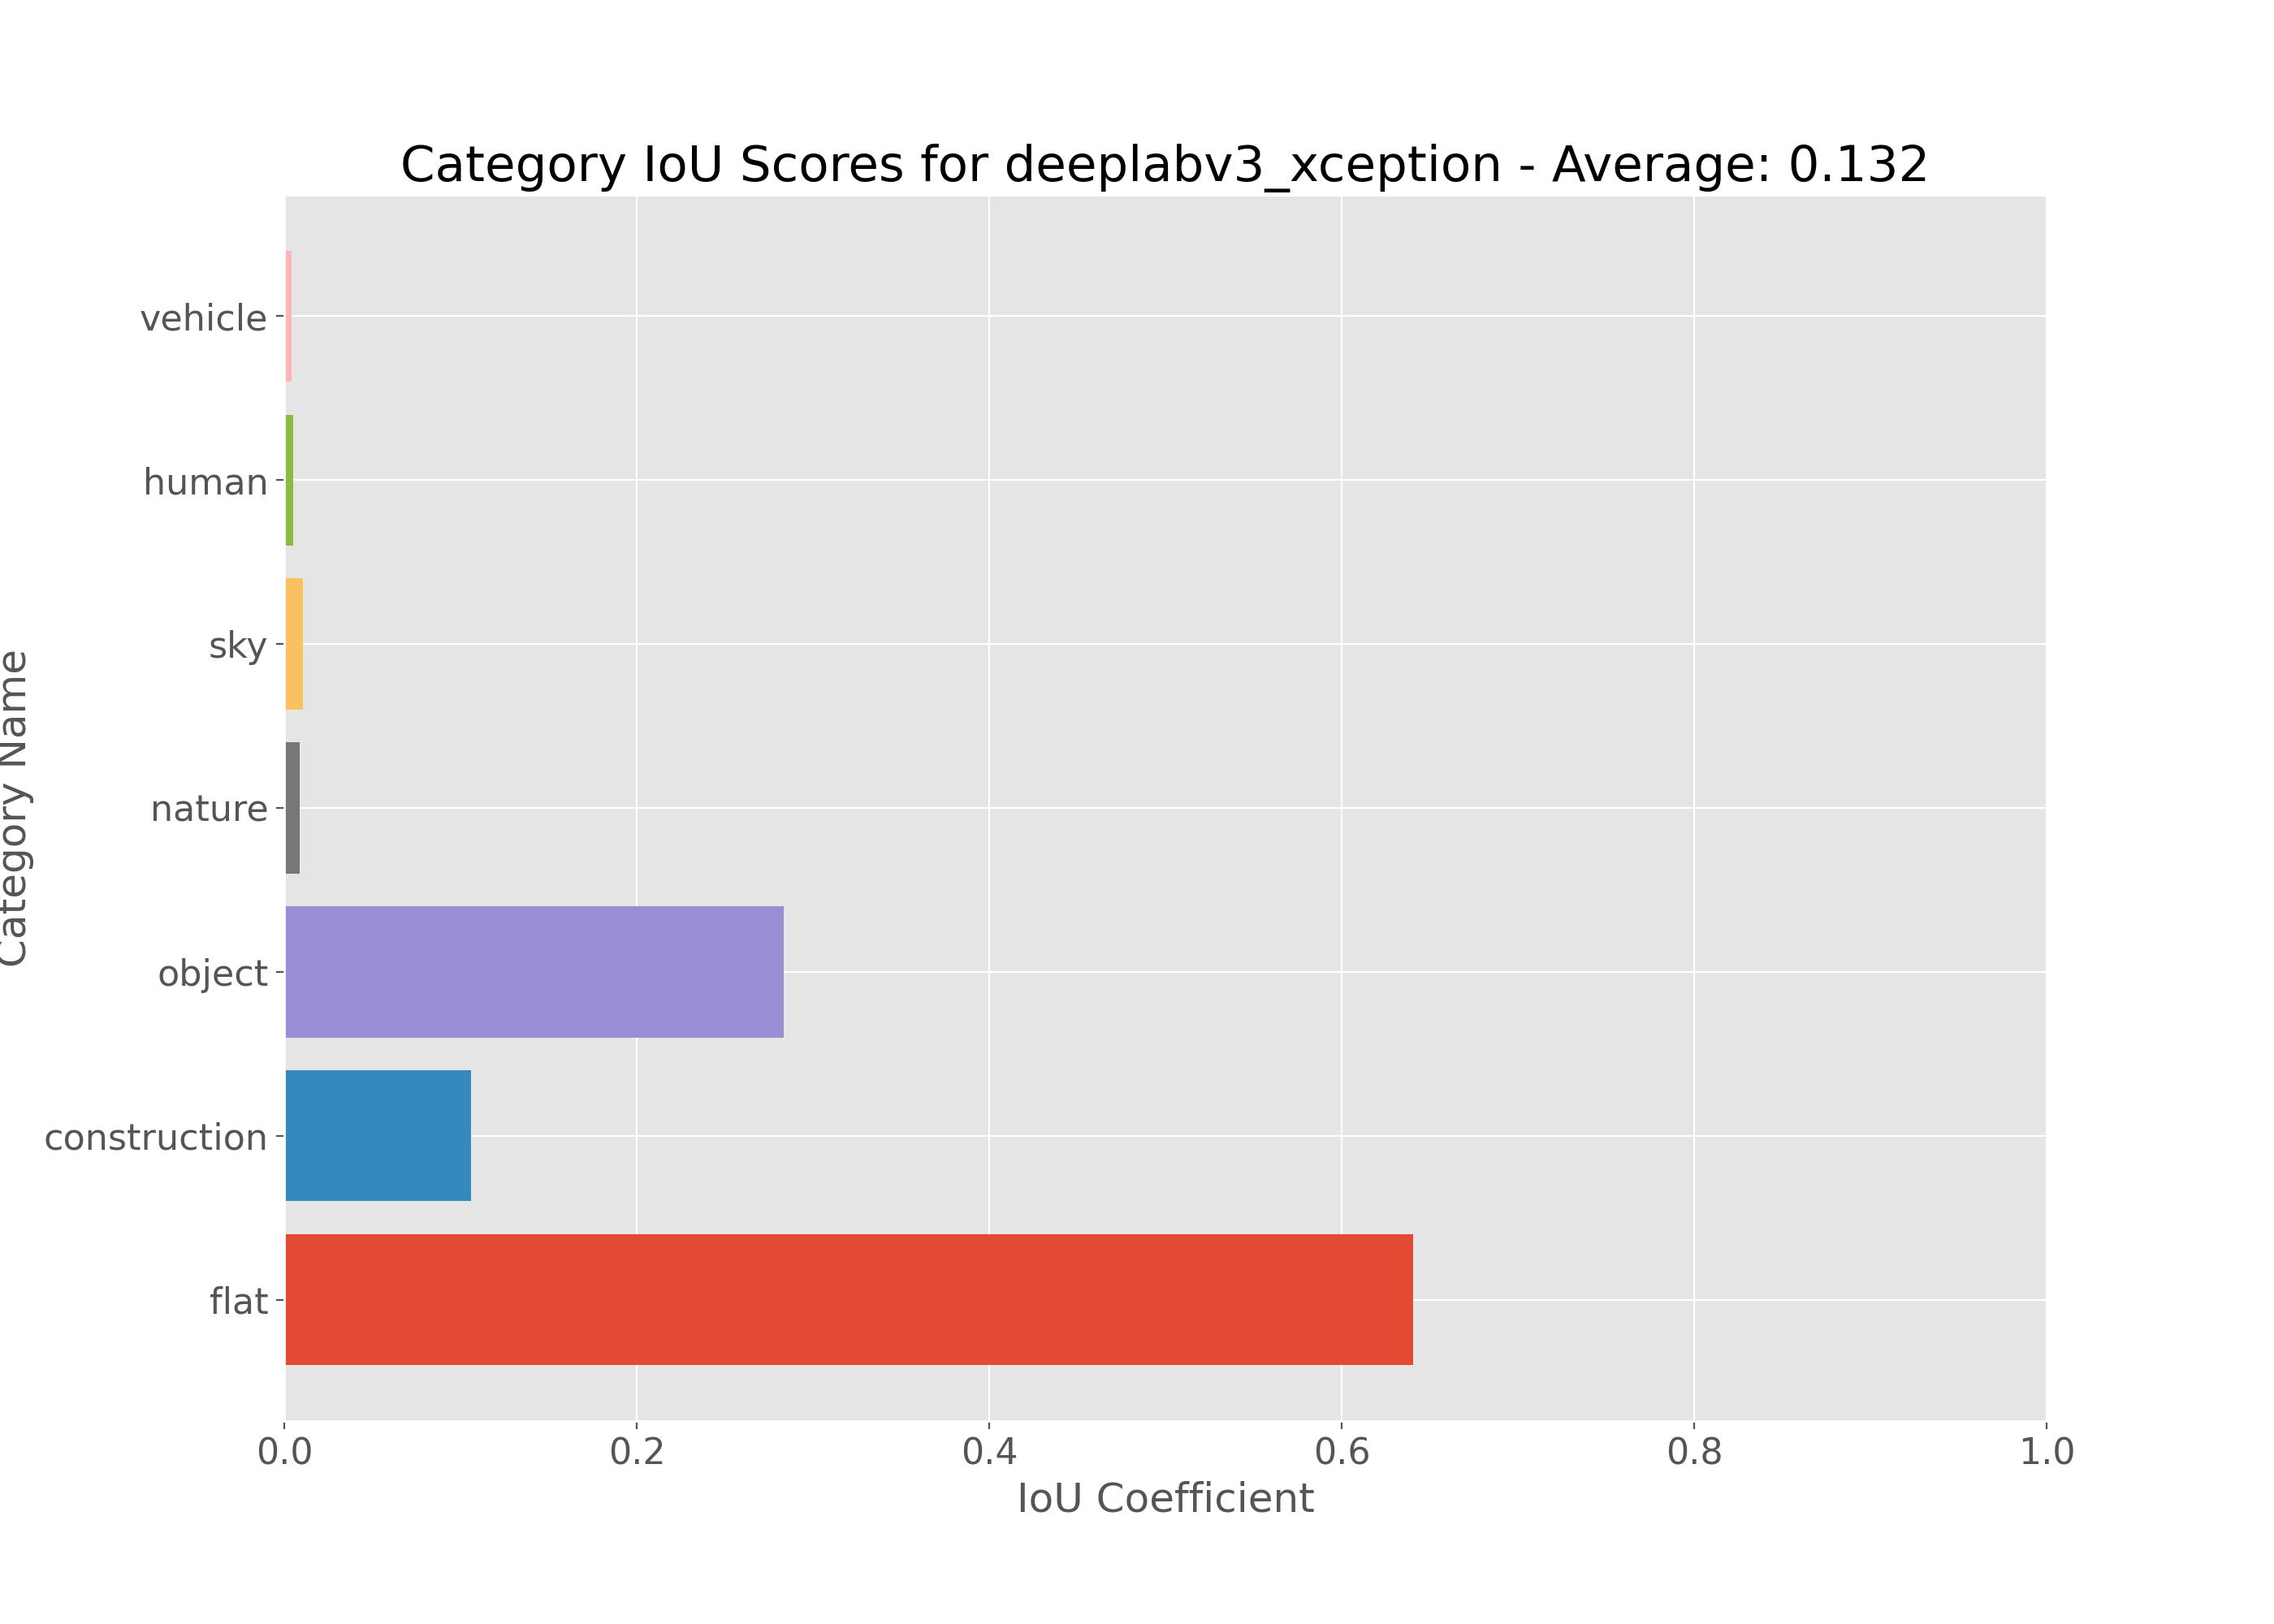 Category IoU Scores for deeplabv3_xception - Average: 0.132
vehicle
human
sky
nature
object
construction
flat
Category Name
0.0 0.2 0.4 0.6 0.8 1.0
IoU Coefficient